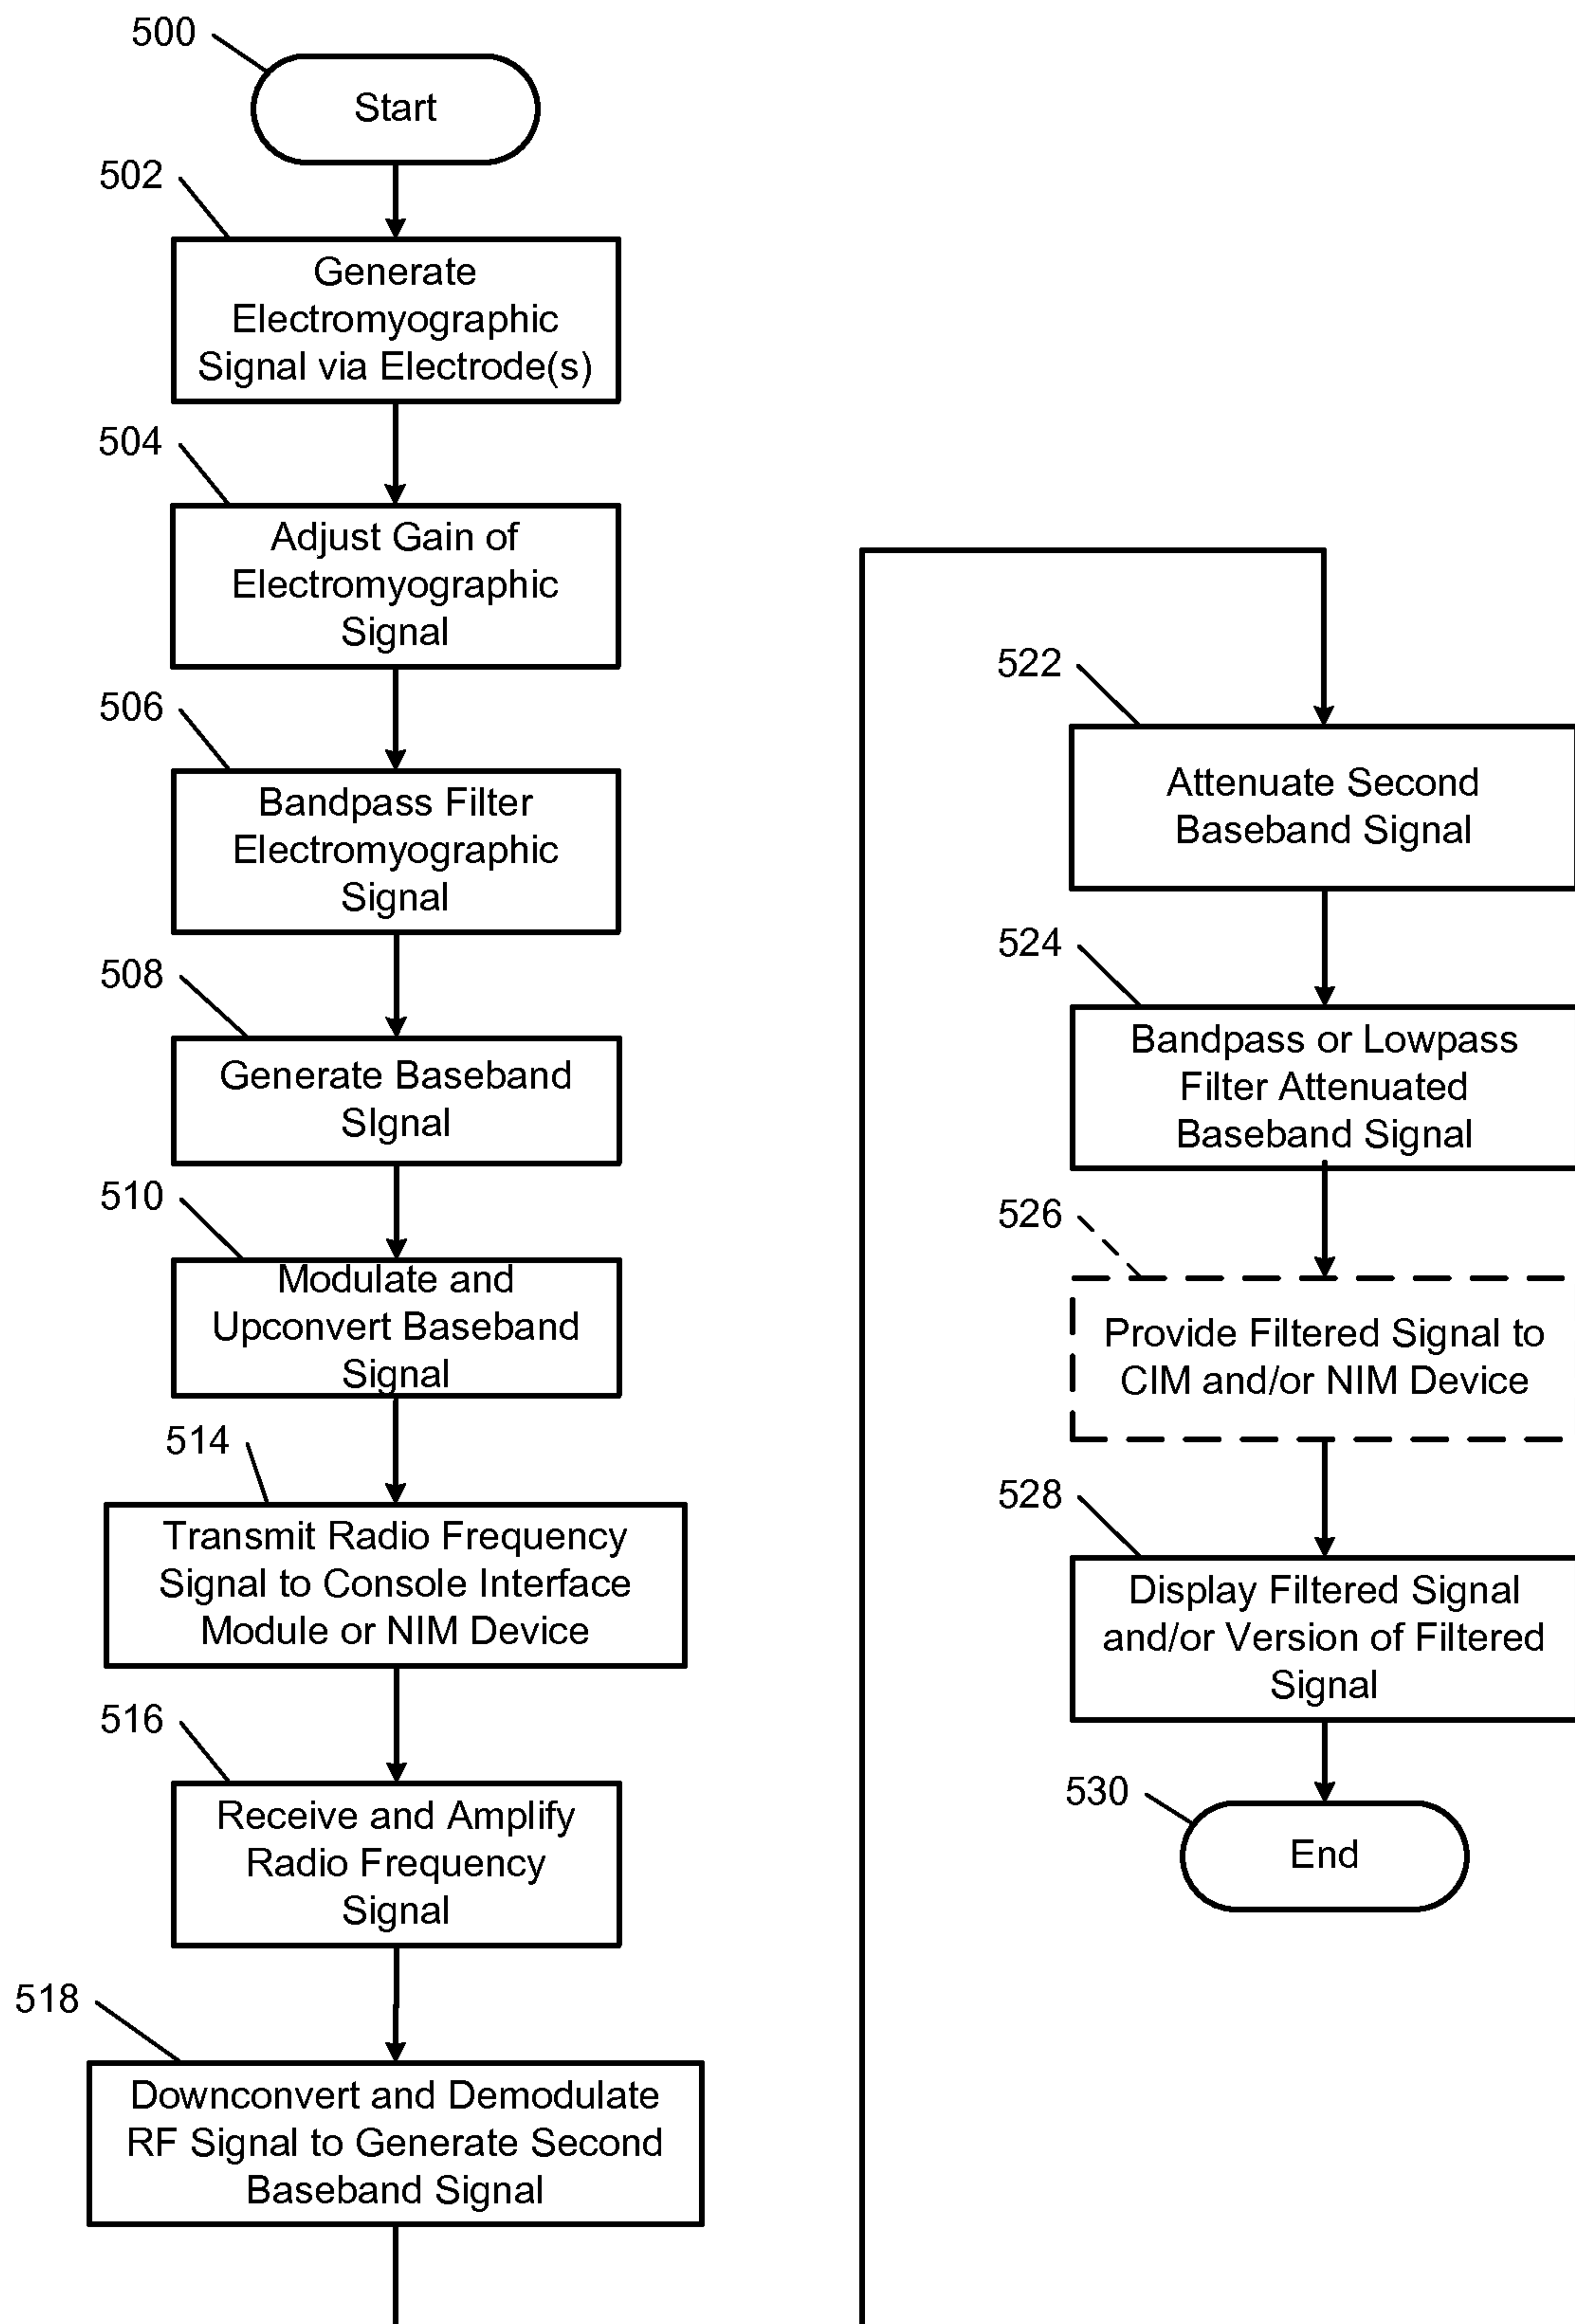 500
Start
502
Generate
Electromyographic
Signal via Electrode(s)
504
Adjust Gain of
Electromyographic
Signal
506
Bandpass Filter
Electromyographic
Signal
508
Generate Baseband
SIgnal
510
Modulate and
Upconvert Baseband
Signal
514
Transmit Radio Frequency
Signal to Console Interface
Module or NIM Device
516
Receive and Amplify
Radio Frequency
Signal
518
Downconvert and Demodulate
RF Signal to Generate Second
Baseband Signal
522
Attenuate Second
Baseband Signal
524
Bandpass or Lowpass
Filter Attenuated
Baseband Signal
526
Provide Filtered Signal to
CIM and/or NIM Device
528
Display Filtered Signal
and/or Version of Filtered
Signal
530
End